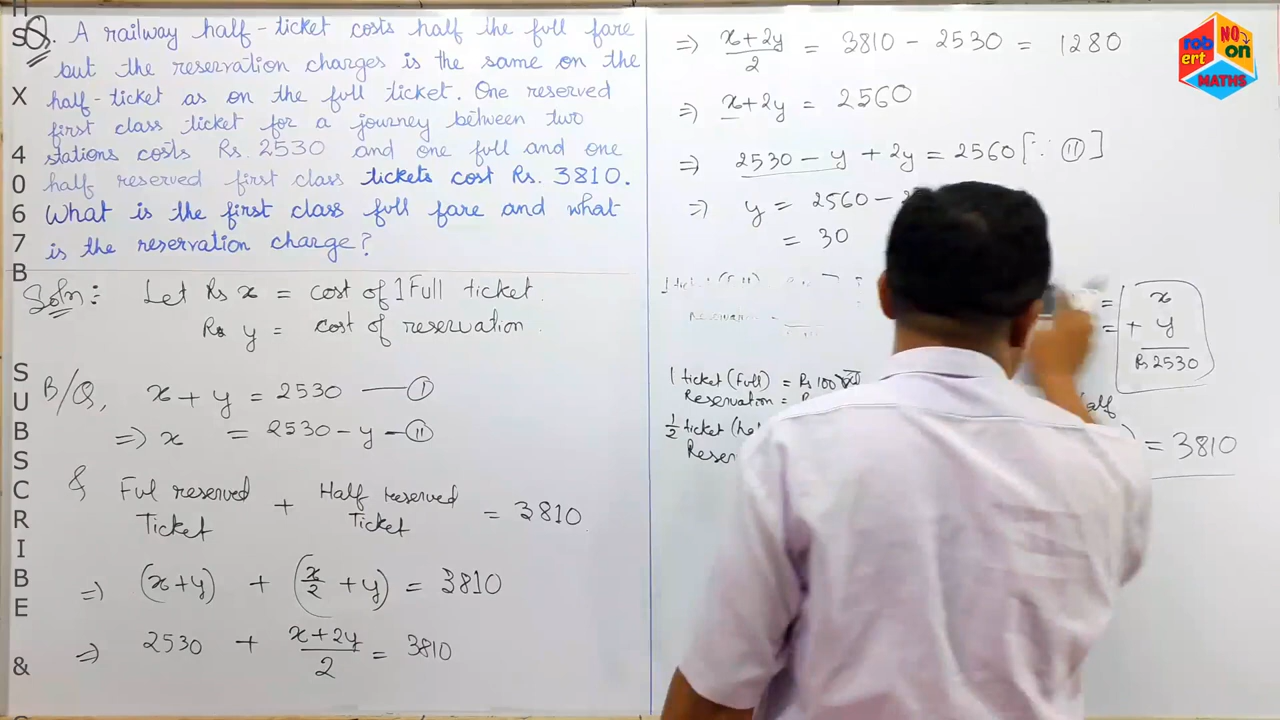 Q. A railway half-ticket costs half the full fare
but the reservation charges is the same on the
half-ticket as on the full ticket. One reserved
first class ticket for a journey between two
stations costs Rs. 2530 and one full and one
half reserved first class tickets cost Rs. 3810.
What is the first class full fare and what
is the reservation charge?
Soln: Let Rs x = cost of 1 Full ticket.
Rs y = cost of reservation
B/Q, x + y = 2530 — (I)
=> x = 2530 - y — (II)
& Ful reserved Ticket + Half reserved Ticket = 3810
=> (x+y) + (x/2 + y) = 3810
=> 2530 + (x+2y)/2 = 3810
=> (x+2y)/2 = 3810 - 2530 = 1280
=> x+2y = 2560
=> 2530 - y + 2y = 2560 [∵ (II)]
=> y = 2560 -
= 30
= x
= + y
Rs 2530
1 ticket (Full) = Rs 100
Reservation =
1/2 ticket
half
= 3810
rob ert
NO on
MATHS
H
S
X
4
0
6
7
B
S
U
B
S
C
R
I
B
E
&